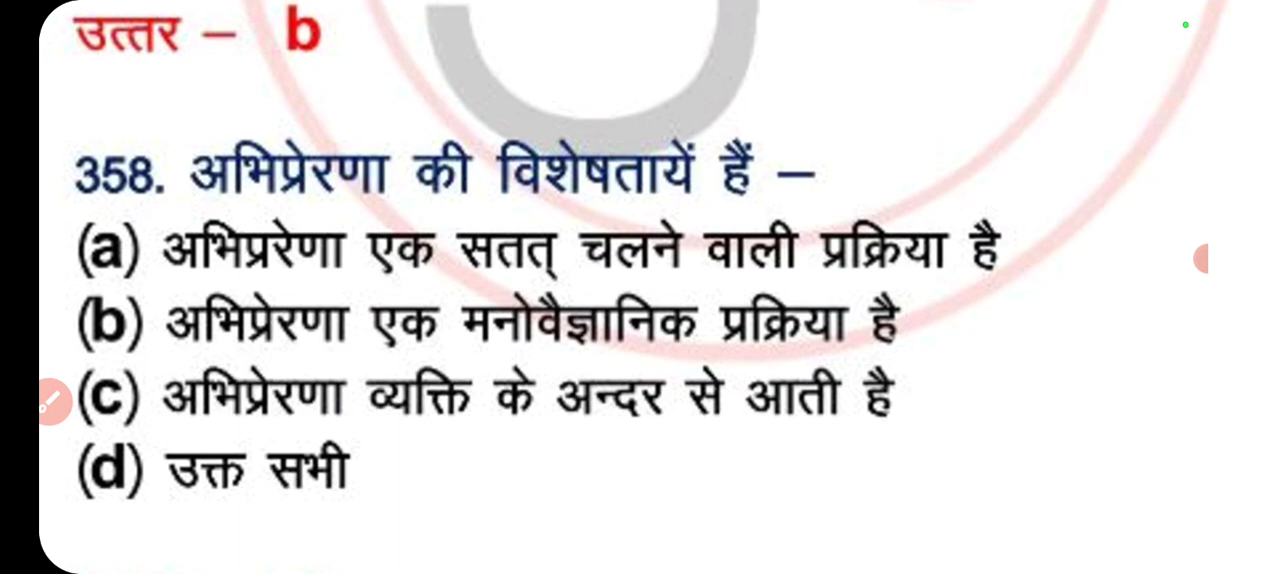 उत्तर – b
358. अभिप्रेरणा की विशेषतायें हैं –
(a) अभिप्ररेणा एक सतत् चलने वाली प्रक्रिया है
(b) अभिप्रेरणा एक मनोवैज्ञानिक प्रक्रिया है
(c) अभिप्रेरणा व्यक्ति के अन्दर से आती है
(d) उक्त सभी